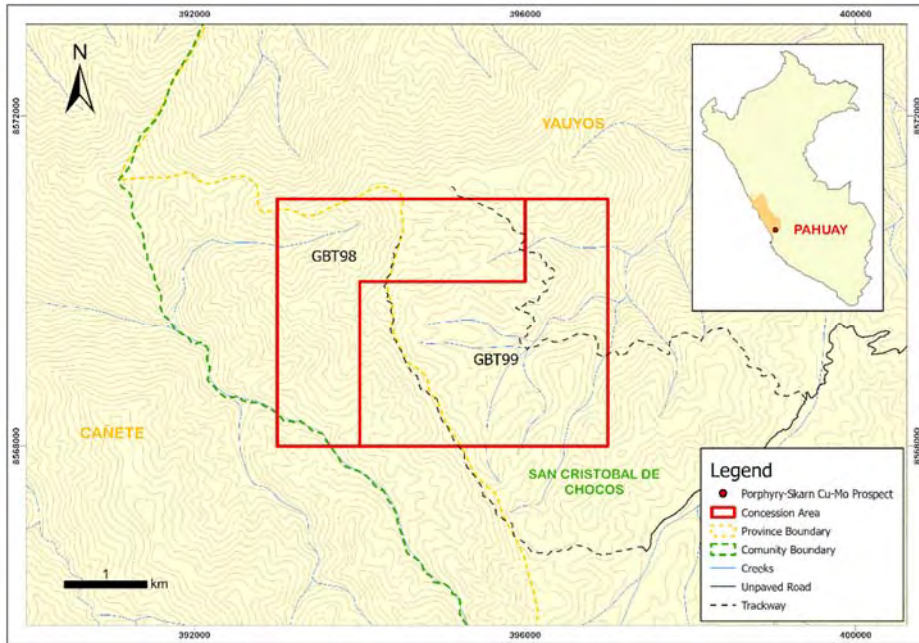 392000
396000
400000
N
8572000
8572000
YAUYOS
PAHUAY
GBT98
GBT99
CAÑETE
8568000
8568000
SAN CRISTOBAL DE
CHOCOS
Legend
Porphyry-Skarn Cu-Mo Prospect
Concession Area
Province Boundary
Comunity Boundary
Creeks
Unpaved Road
Trackway
1
km
392000
396000
400000